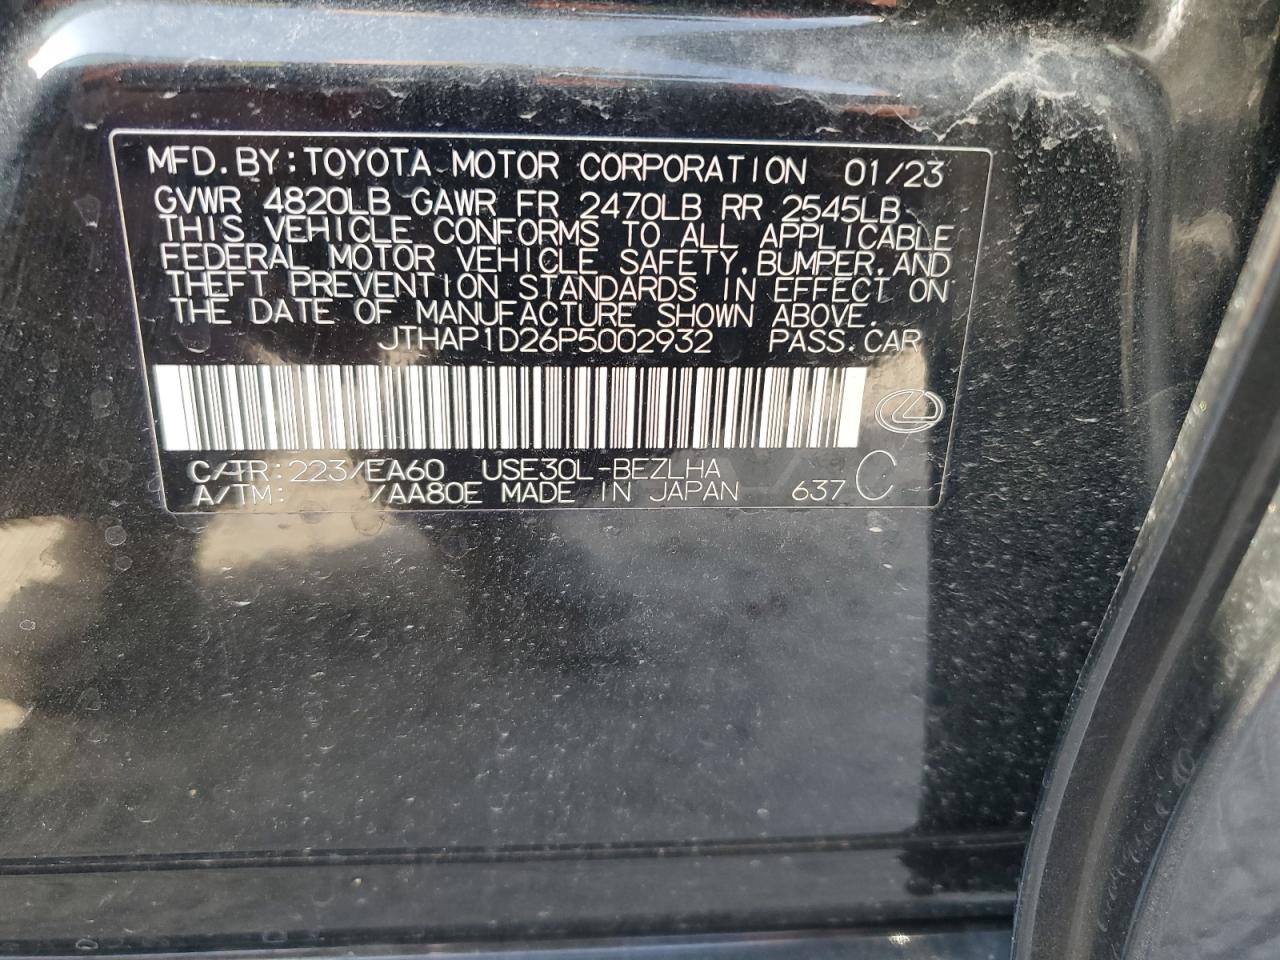 MFD. BY: TOYOTA MOTOR CORPORATION 01/23
GVWR 4820LB GAWR FR 2470LB RR 2545LB
THIS VEHICLE CONFORMS TO ALL APPLICABLE
FEDERAL MOTOR VEHICLE SAFETY, BUMPER, AND
THEFT PREVENTION STANDARDS IN EFFECT ON
THE DATE OF MANUFACTURE SHOWN ABOVE.
JTHAP1D26P5002932 PASS. CAR
C/TR: 223/EA60 USE30L-BEZLHA
A/TM: /AA80E MADE IN JAPAN 637 C